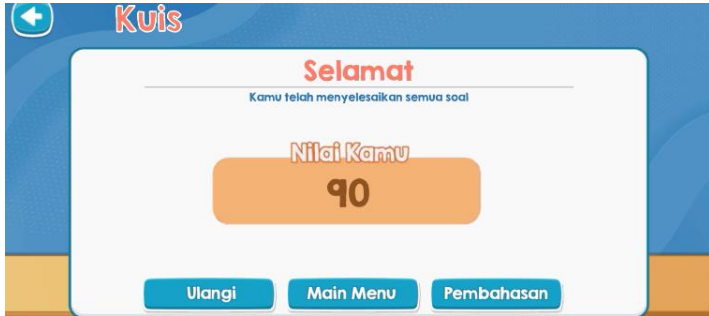 Kuis
Selamat
Kamu telah menyelesaikan semua soal
Nilai Kamu
90
Ulangi Main Menu Pembahasan